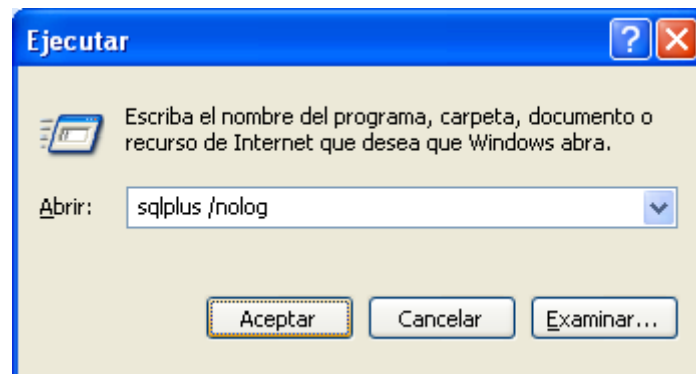 Ejecutar
Escriba el nombre del programa, carpeta, documento o
recurso de Internet que desea que Windows abra.
Abrir: sqlplus /nolog
Aceptar Cancelar Examinar...